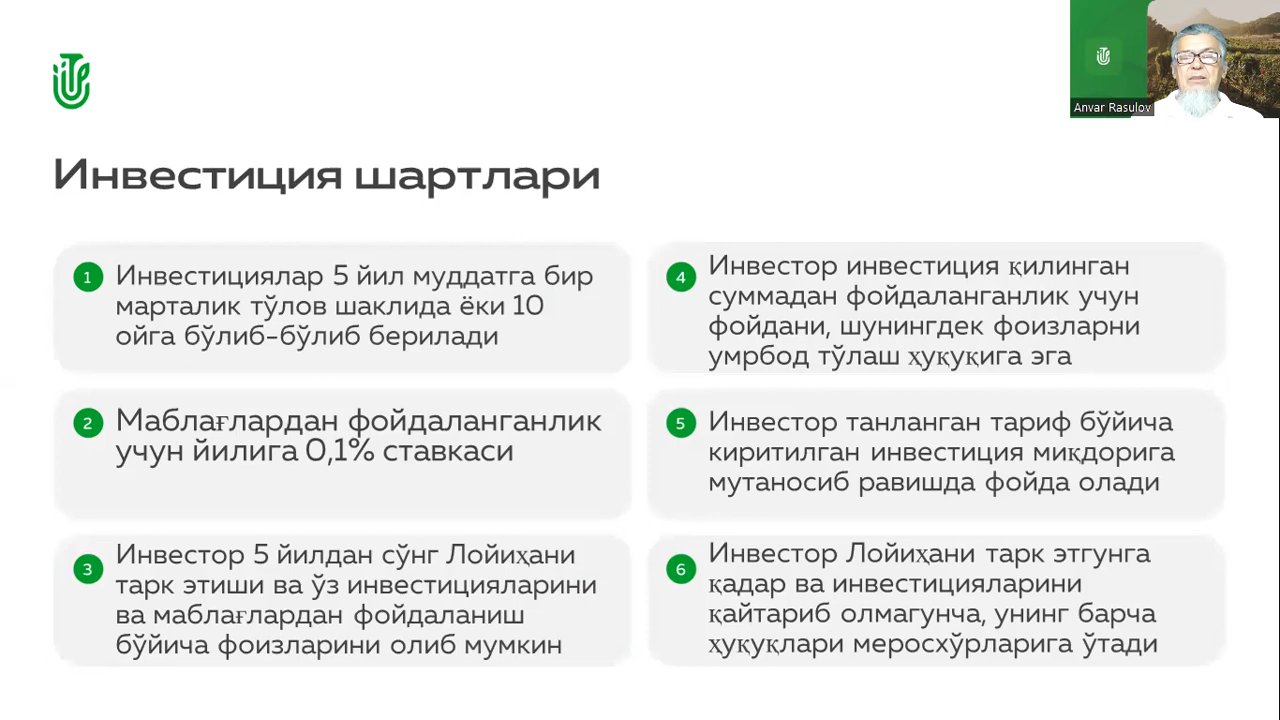 Anvar Rasulov
Инвестиция шартлари
1
Инвестициялар 5 йил муддатга бир
марталик тўлов шаклида ёки 10
ойга бўлиб-бўлиб берилади
2
Маблағлардан фойдаланганлик
учун йилига 0,1% ставкаси
3
Инвестор 5 йилдан сўнг Лойиҳани
тарк этиши ва ўз инвестицияларини
ва маблағлардан фойдаланиш
бўйича фоизларини олиб мумкин
4
Инвестор инвестиция қилинган
суммадан фойдаланганлик учун
фойдани, шунингдек фоизларни
умрбод тўлаш ҳуқуқига эга
5
Инвестор танланган тариф бўйича
киритилган инвестиция миқдорига
мутаносиб равишда фойда олади
6
Инвестор Лойиҳани тарк этгунга
қадар ва инвестицияларини
қайтариб олмагунча, унинг барча
ҳуқуқлари меросхўрларига ўтади